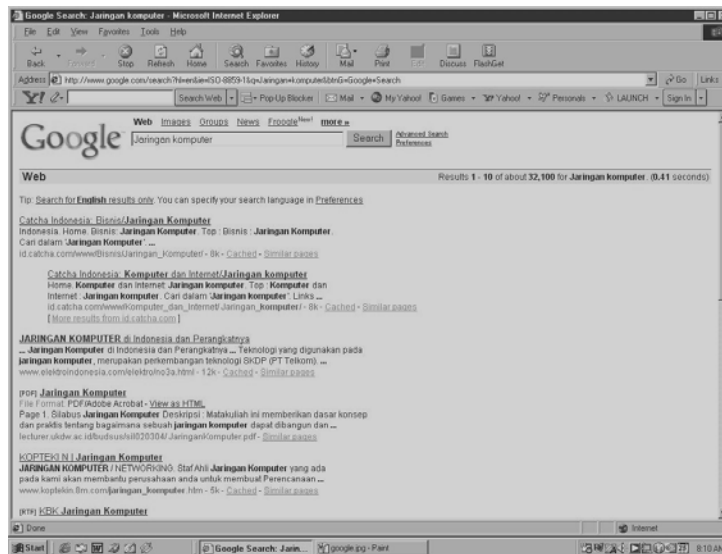 Google Search: Jaringan komputer - Microsoft Internet Explorer
File Edit View Favorites Tools Help
Back Forward Stop Refresh Home Search Favorites History Mail Print Edit Discuss FlashGet
Address http://www.google.com/search?hl=en&ie=ISO-8859-1&q=Jaringan+komputer&btnG=Google+Search Go Links
Y! Search Web Pop-Up Blocker Mail My Yahoo! Games Yahoo! Personals LAUNCH Sign In
Web Images Groups News Froogle New! more »
Google Jaringan komputer Search Advanced Search
Preferences
Web Results 1 - 10 of about 32,100 for Jaringan komputer. (0.41 seconds)
Tip: Search for English results only. You can specify your search language in Preferences
Catcha Indonesia: Bisnis/Jaringan Komputer
Indonesia. Home. Bisnis: Jaringan Komputer. Top : Bisnis : Jaringan Komputer.
Cari dalam 'Jaringan Komputer'. ...
id.catcha.com/www/Bisnis/Jaringan_Komputer/ - 8k - Cached - Similar pages
Catcha Indonesia: Komputer dan Internet/Jaringan komputer
Home. Komputer dan Internet: Jaringan komputer. Top : Komputer dan
Internet : Jaringan komputer. Cari dalam 'Jaringan komputer'. Links ...
id.catcha.com/www/Komputer_dan_Internet/Jaringan_komputer/ - 8k - Cached - Similar pages
[ More results from id.catcha.com ]
JARINGAN KOMPUTER di Indonesia dan Perangkatnya
... Jaringan Komputer di Indonesia dan Perangkatnya ... Teknologi yang digunakan pada
jaringan komputer, merupakan perkembangan teknologi SKDP (PT Telkom). ...
www.elektroindonesia.com/elektro/no3a.html - 12k - Cached - Similar pages
[PDF] Jaringan Komputer
File Format: PDF/Adobe Acrobat - View as HTML
Page 1. Silabus Jaringan Komputer Deskripsi : Matakuliah ini memberikan dasar konsep
dan praktis tentang bagaimana sebuah jaringan komputer dapat dibangun dan ...
lecturer.ukdw.ac.id/budsus/sil020304/JaringanKomputer.pdf - Similar pages
KOPTEKIN | Jaringan Komputer
JARINGAN KOMPUTER / NETWORKING. Staf Ahli Jaringan Komputer yang ada
pada kami akan membantu perusahaan anda untuk membuat Perencanaan ...
www.koptekin.8m.com/jaringan_komputer.htm - 5k - Cached - Similar pages
[RTF] KBK Jaringan Komputer
Done Internet
Start Google Search: Jarin... google.jpg - Paint 8:10 AM